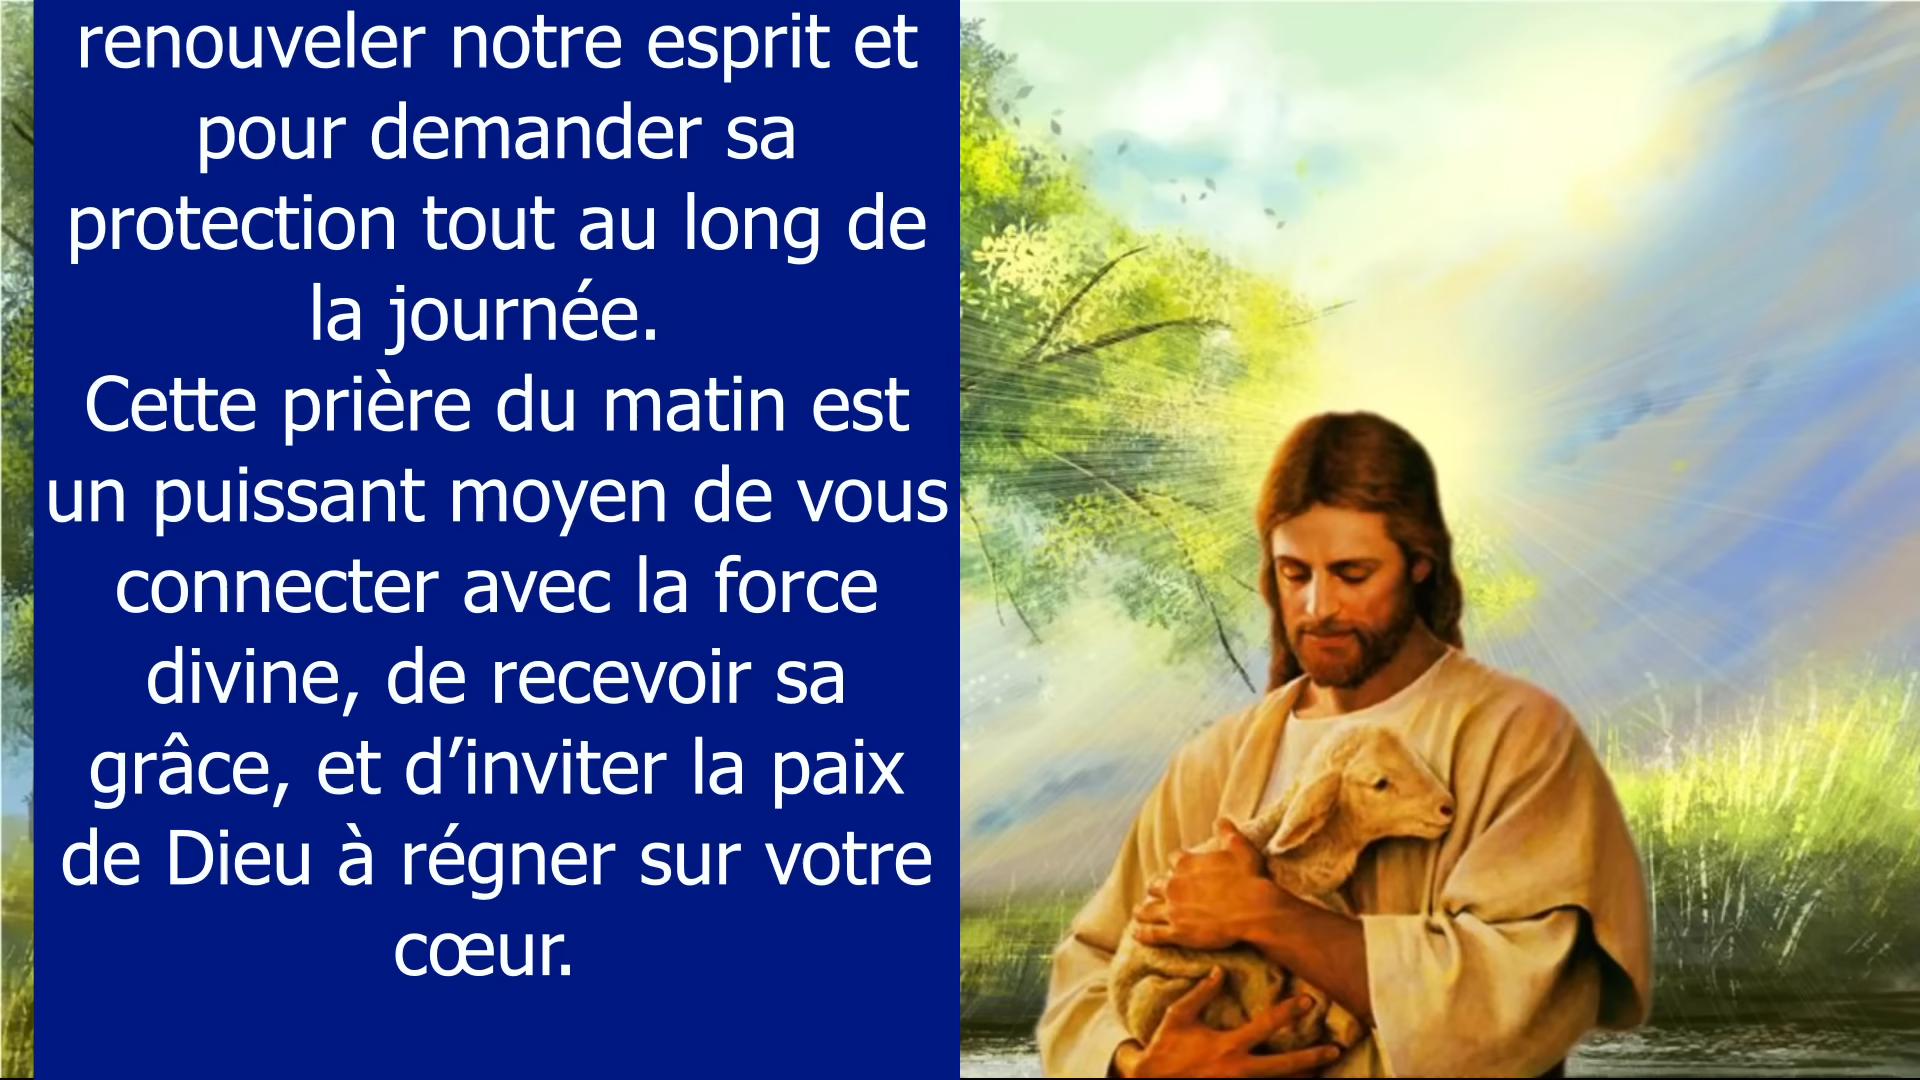 renouveler notre esprit et
pour demander sa
protection tout au long de
la journée.
Cette prière du matin est
un puissant moyen de vous
connecter avec la force
divine, de recevoir sa
grâce, et d’inviter la paix
de Dieu à régner sur votre
cœur.